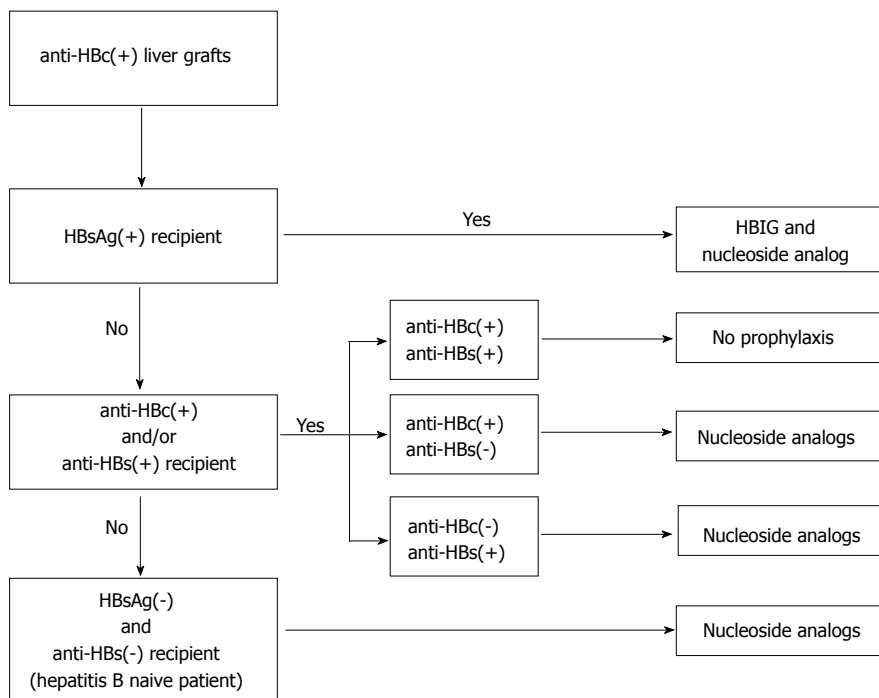 anti-HBc(+) liver grafts
HBsAg(+) recipient
Yes
HBIG and
nucleoside analog
No
anti-HBc(+)
and/or
anti-HBs(+) recipient
Yes
anti-HBc(+)
anti-HBs(+)
No prophylaxis
anti-HBc(+)
anti-HBs(-)
Nucleoside analogs
anti-HBc(-)
anti-HBs(+)
Nucleoside analogs
No
HBsAg(-)
and
anti-HBs(-) recipient
(hepatitis B naive patient)
Nucleoside analogs